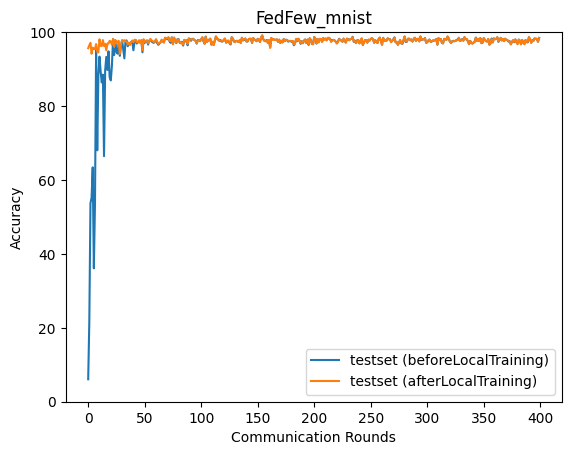 FedFew_mnist
Accuracy
100
80
60
40
20
0
0 50 100 150 200 250 300 350 400
Communication Rounds
testset (beforeLocalTraining)
testset (afterLocalTraining)